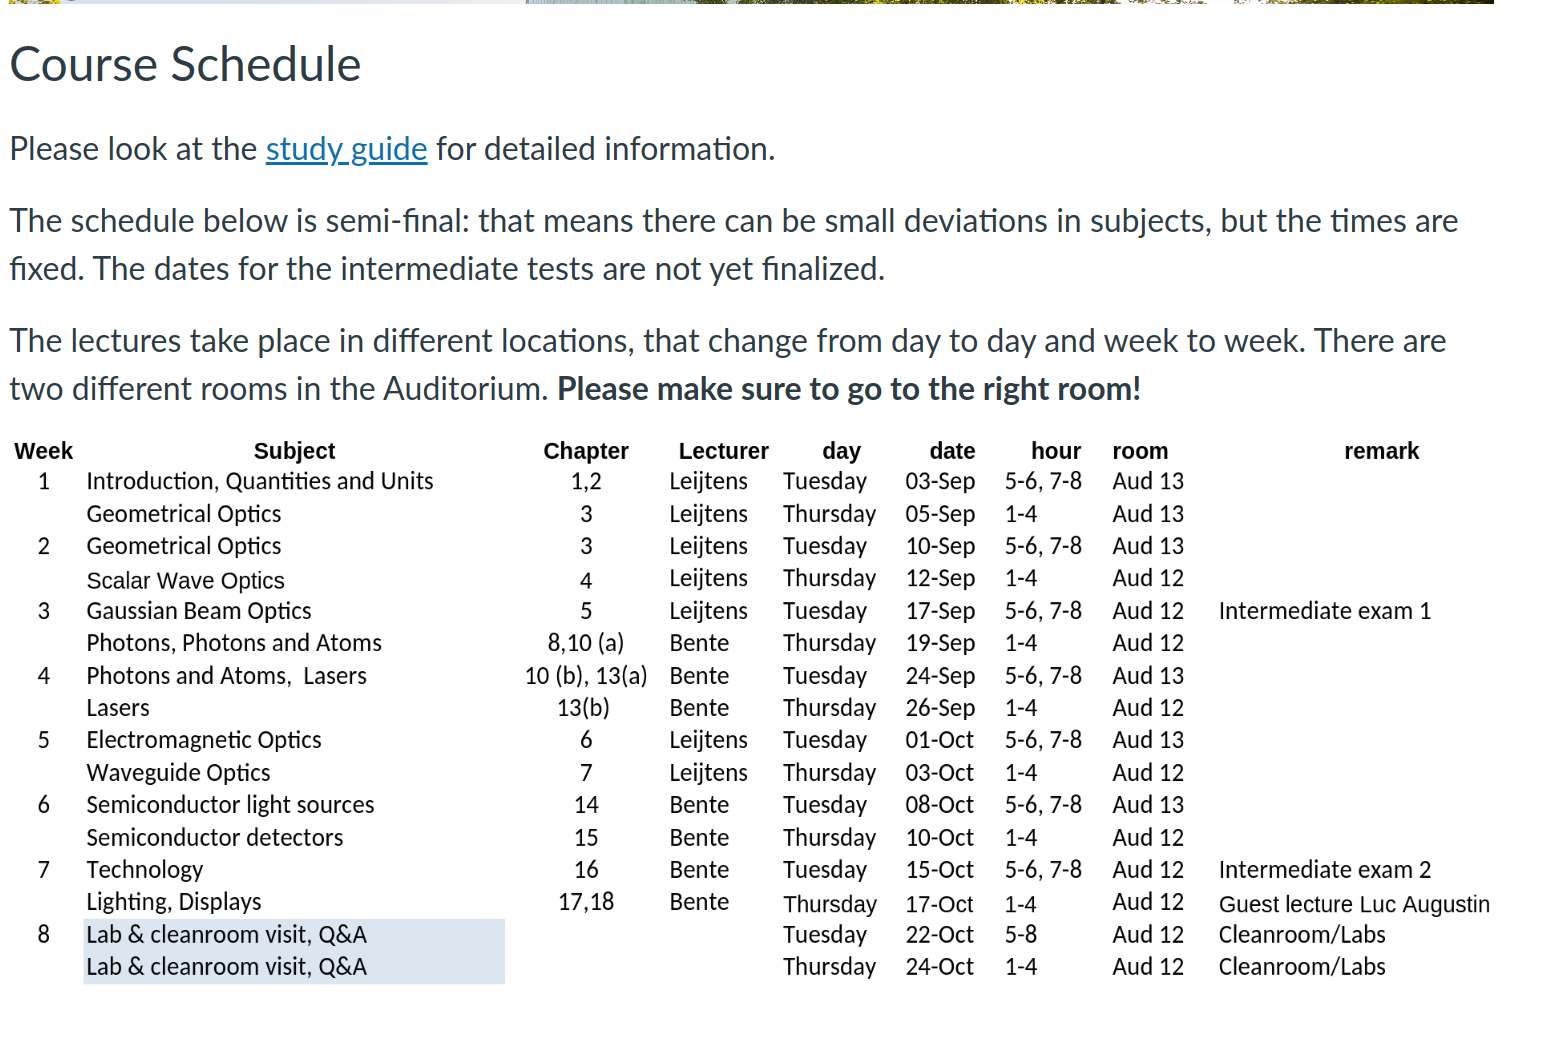 Course Schedule
Please look at the study guide for detailed information.
The schedule below is semi-final: that means there can be small deviations in subjects, but the times are
fixed. The dates for the intermediate tests are not yet finalized.
The lectures take place in different locations, that change from day to day and week to week. There are
two different rooms in the Auditorium. Please make sure to go to the right room!
Week Subject Chapter Lecturer day date hour room remark
1 Introduction, Quantities and Units 1,2 Leijtens Tuesday 03-Sep 5-6, 7-8 Aud 13
Geometrical Optics 3 Leijtens Thursday 05-Sep 1-4 Aud 13
2 Geometrical Optics 3 Leijtens Tuesday 10-Sep 5-6, 7-8 Aud 13
Scalar Wave Optics 4 Leijtens Thursday 12-Sep 1-4 Aud 12
3 Gaussian Beam Optics 5 Leijtens Tuesday 17-Sep 5-6, 7-8 Aud 12 Intermediate exam 1
Photons, Photons and Atoms 8,10 (a) Bente Thursday 19-Sep 1-4 Aud 12
4 Photons and Atoms, Lasers 10 (b), 13(a) Bente Tuesday 24-Sep 5-6, 7-8 Aud 13
Lasers 13(b) Bente Thursday 26-Sep 1-4 Aud 12
5 Electromagnetic Optics 6 Leijtens Tuesday 01-Oct 5-6, 7-8 Aud 13
Waveguide Optics 7 Leijtens Thursday 03-Oct 1-4 Aud 12
6 Semiconductor light sources 14 Bente Tuesday 08-Oct 5-6, 7-8 Aud 13
Semiconductor detectors 15 Bente Thursday 10-Oct 1-4 Aud 12
7 Technology 16 Bente Tuesday 15-Oct 5-6, 7-8 Aud 12 Intermediate exam 2
Lighting, Displays 17,18 Bente Thursday 17-Oct 1-4 Aud 12 Guest lecture Luc Augustin
8 Lab & cleanroom visit, Q&A Tuesday 22-Oct 5-8 Aud 12 Cleanroom/Labs
Lab & cleanroom visit, Q&A Thursday 24-Oct 1-4 Aud 12 Cleanroom/Labs